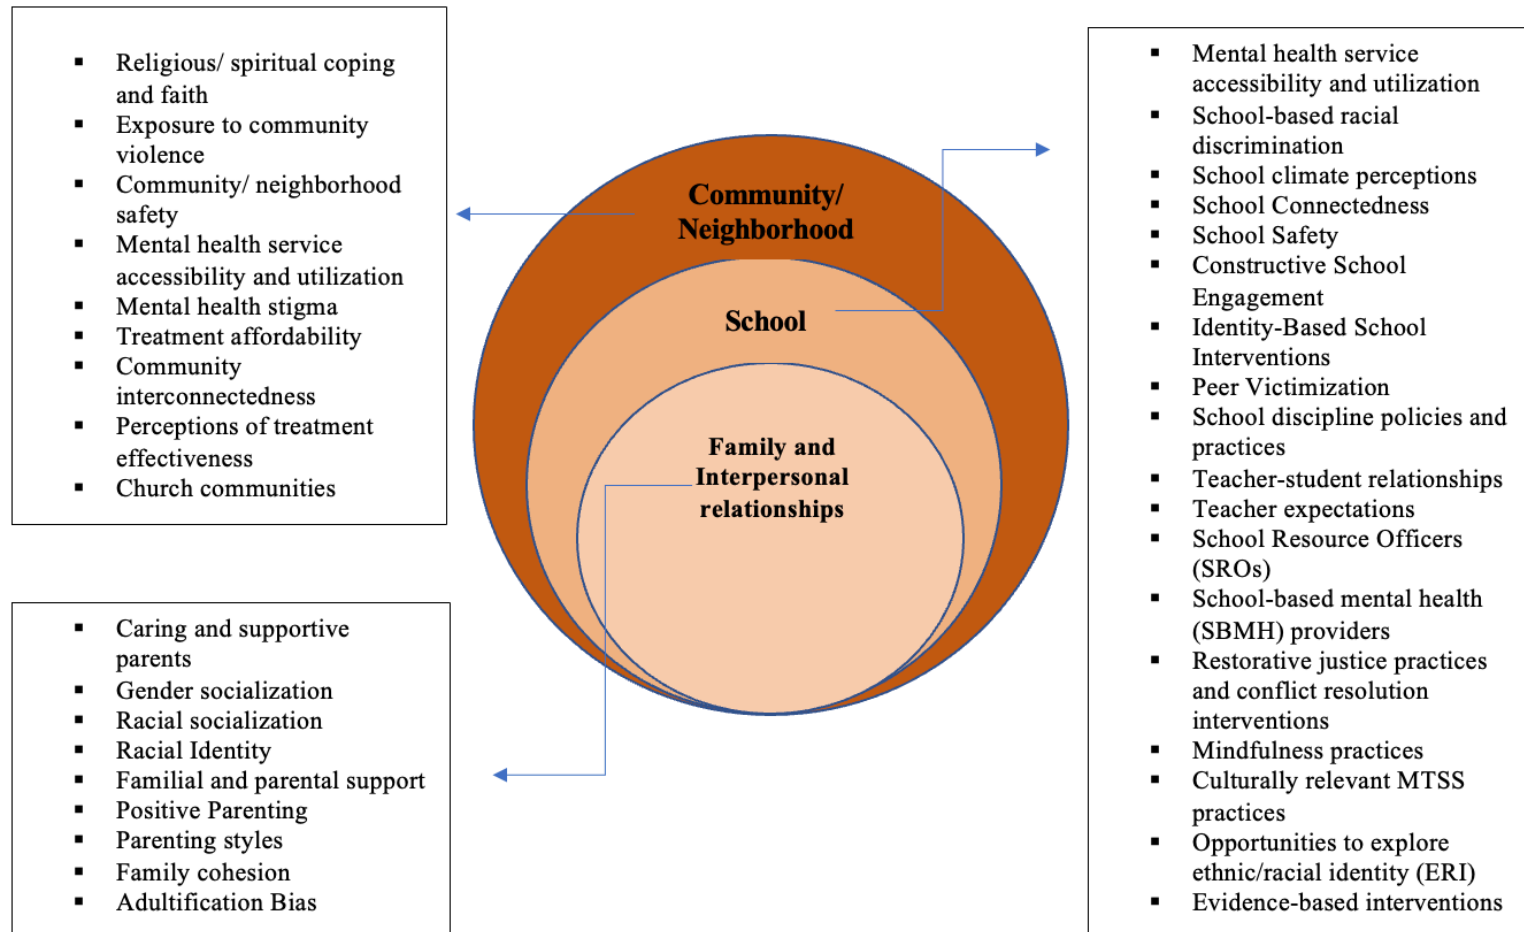 ▪ Religious/ spiritual coping
and faith
▪ Exposure to community
violence
▪ Community/ neighborhood
safety
▪ Mental health service
accessibility and utilization
▪ Mental health stigma
▪ Treatment affordability
▪ Community
interconnectedness
▪ Perceptions of treatment
effectiveness
▪ Church communities
▪ Caring and supportive
parents
▪ Gender socialization
▪ Racial socialization
▪ Racial Identity
▪ Familial and parental support
▪ Positive Parenting
▪ Parenting styles
▪ Family cohesion
▪ Adultification Bias
Community/
Neighborhood
School
Family and
Interpersonal
relationships
▪ Mental health service
accessibility and utilization
▪ School-based racial
discrimination
▪ School climate perceptions
▪ School Connectedness
▪ School Safety
▪ Constructive School
Engagement
▪ Identity-Based School
Interventions
▪ Peer Victimization
▪ School discipline policies and
practices
▪ Teacher-student relationships
▪ Teacher expectations
▪ School Resource Officers
(SROs)
▪ School-based mental health
(SBMH) providers
▪ Restorative justice practices
and conflict resolution
interventions
▪ Mindfulness practices
▪ Culturally relevant MTSS
practices
▪ Opportunities to explore
ethnic/racial identity (ERI)
▪ Evidence-based interventions